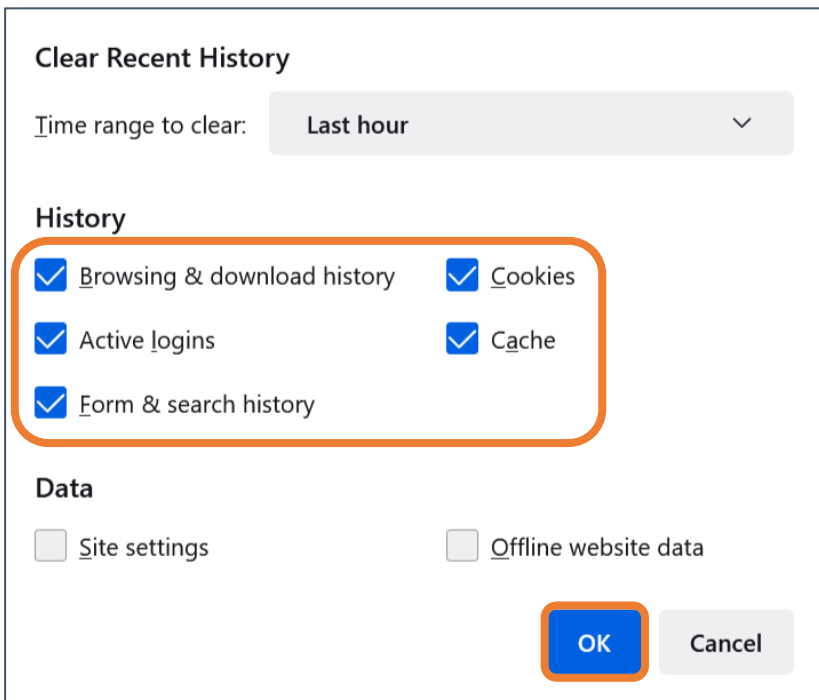 Clear Recent History
Time range to clear: Last hour
History
Browsing & download history Cookies
Active logins Cache
Form & search history
Data
Site settings Offline website data
OK Cancel